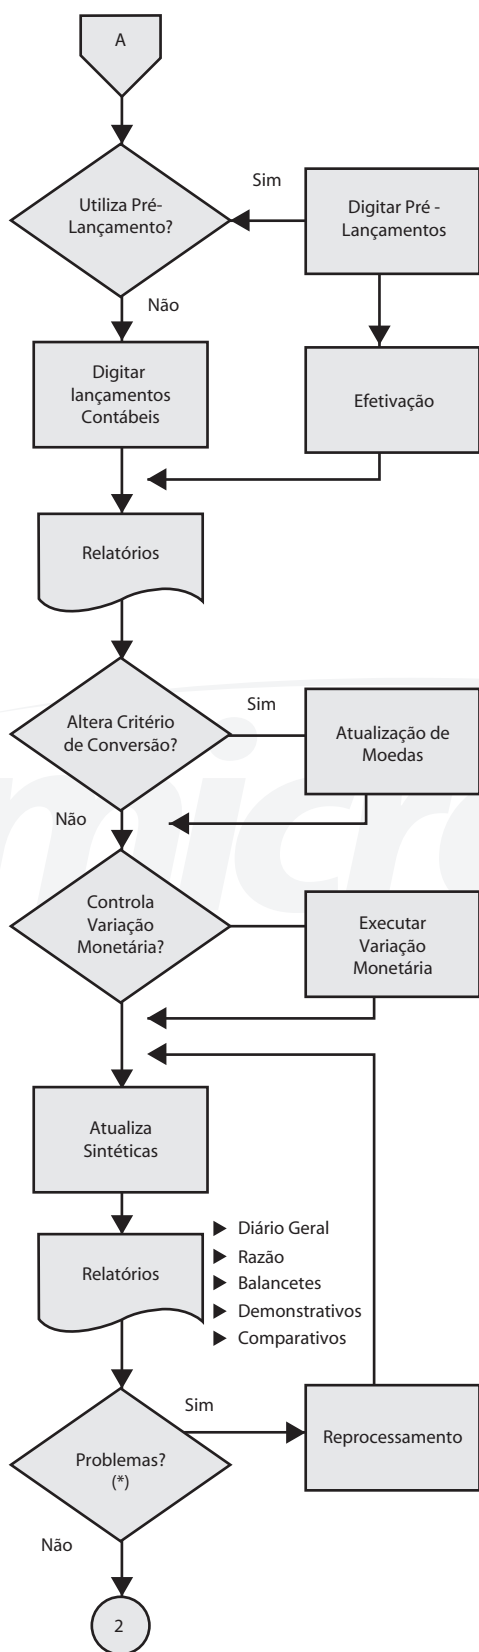 A
Utiliza Pré-
Lançamento?
Sim
Digitar Pré -
Lançamentos
Não
Digitar
lançamentos
Contábeis
Efetivação
Relatórios
Altera Critério
de Conversão?
Sim
Atualização de
Moedas
Não
Controla
Variação
Monetária?
Executar
Variação
Monetária
Atualiza
Sintéticas
Relatórios
Diário Geral
Razão
Balancetes
Demonstrativos
Comparativos
Problemas?
(*)
Sim
Reprocessamento
Não
2
micro